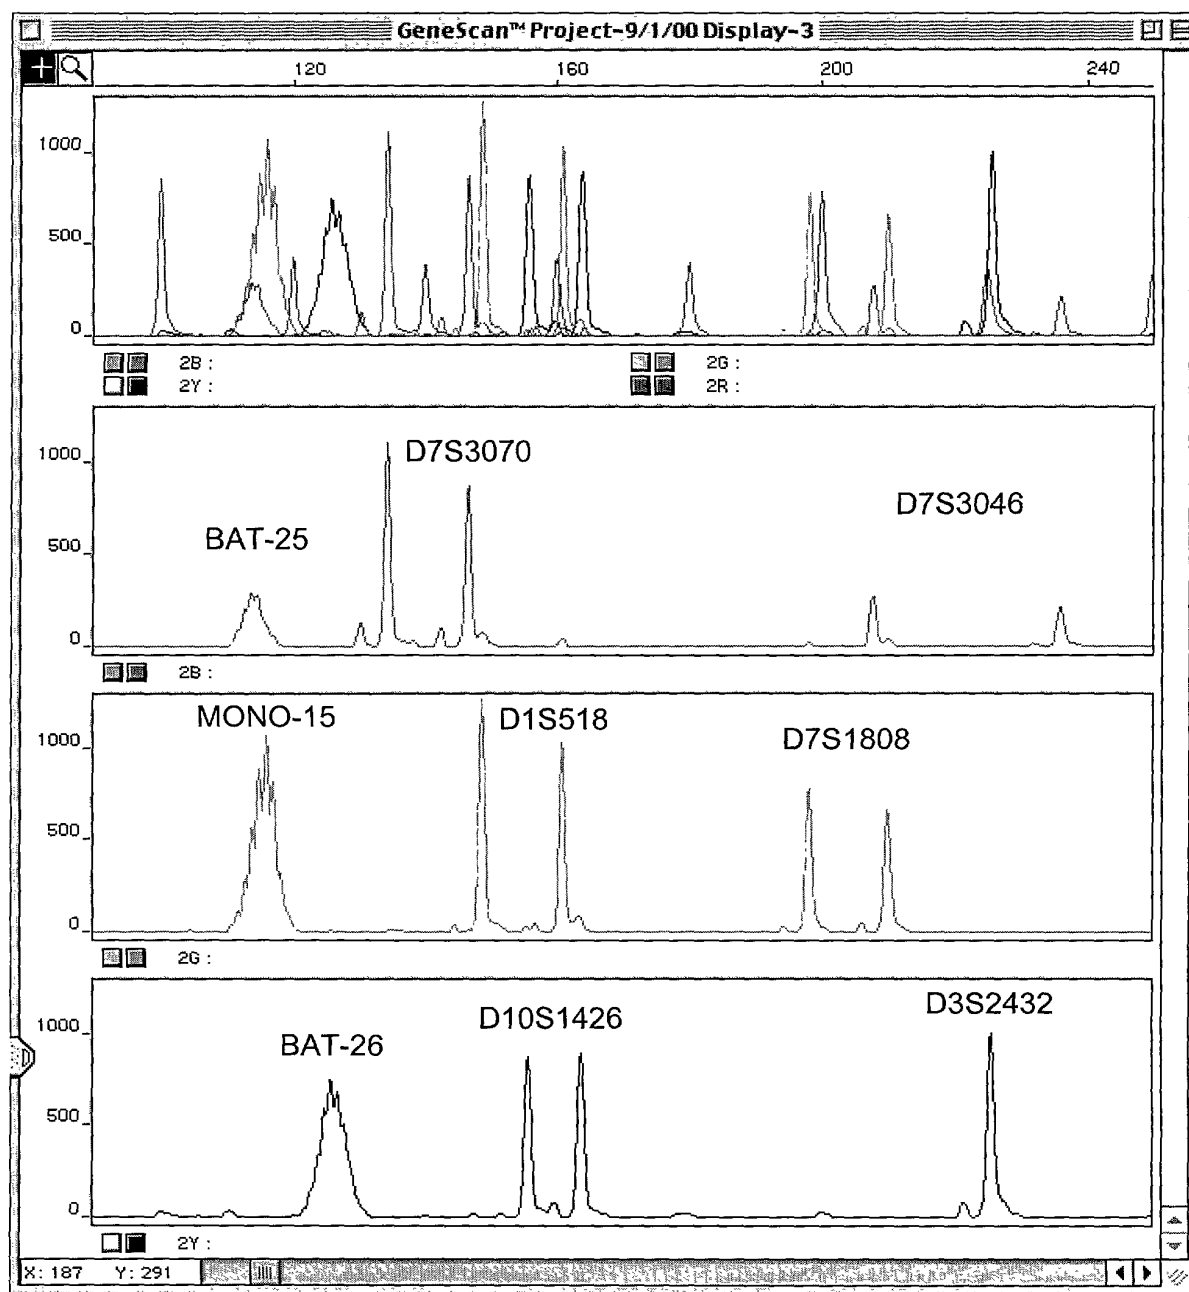 GeneScan™ Project-9/1/00 Display-3
120 160 200 240
1000
500
0
2B : 2G :
2Y : 2R :
1000
500
0
BAT-25
D7S3070
D7S3046
2B :
1000
500
0
MONO-15
D1S518
D7S1808
2G :
1000
500
0
BAT-26
D10S1426
D3S2432
2Y :
X: 187 Y: 291